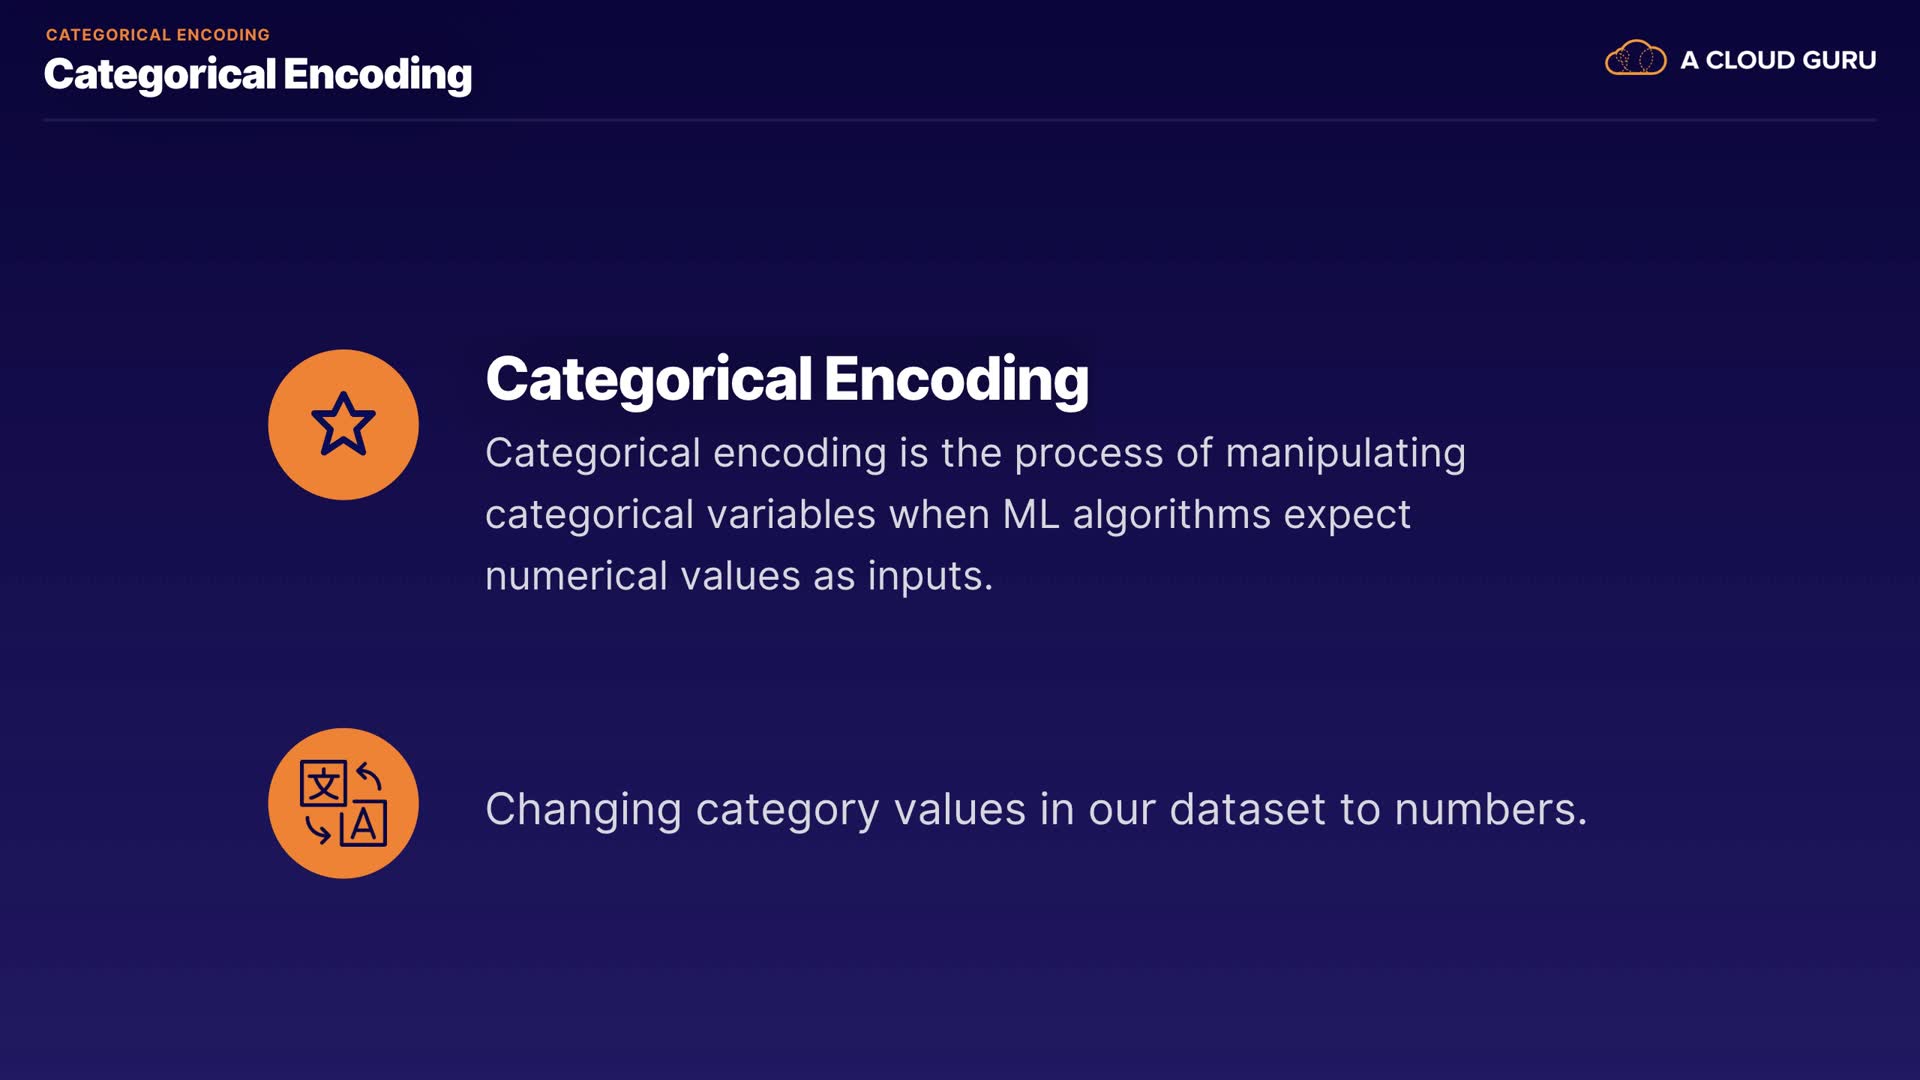 CATEGORICAL ENCODING
Categorical Encoding
A CLOUD GURU
Categorical Encoding
Categorical encoding is the process of manipulating
categorical variables when ML algorithms expect
numerical values as inputs.
文
A
Changing category values in our dataset to numbers.